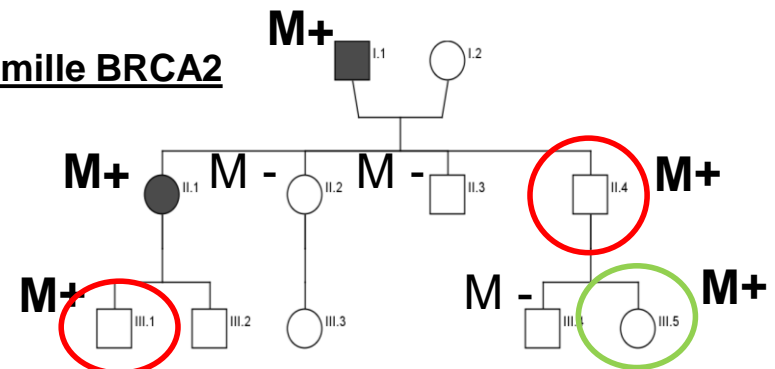 M+
I.1 I.2
mille BRCA2
M+ II.1 M - II.2 M - II.3 II.4 M+
M+ M - M+
III.1 III.2 III.3 III.5